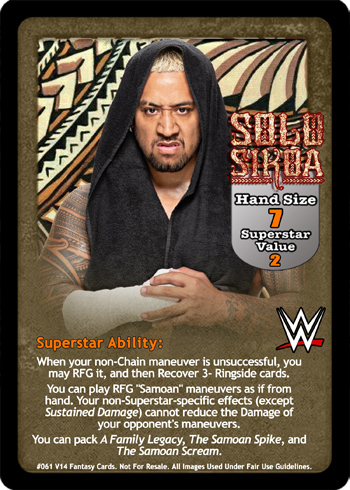 SOLO
SIKOA
Hand Size
7
Superstar
Value
2
W
Superstar Ability:
When your non-Chain maneuver is unsuccessful, you
may RFG it, and then Recover 3- Ringside cards.
You can play RFG "Samoan" maneuvers as if from
hand. Your non-Superstar-specific effects (except
Sustained Damage) cannot reduce the Damage of
your opponent's maneuvers.
You can pack A Family Legacy, The Samoan Spike, and
The Samoan Scream.
#061 V14 Fantasy Cards. Not For Resale. All Images Used Under Fair Use Guidelines.